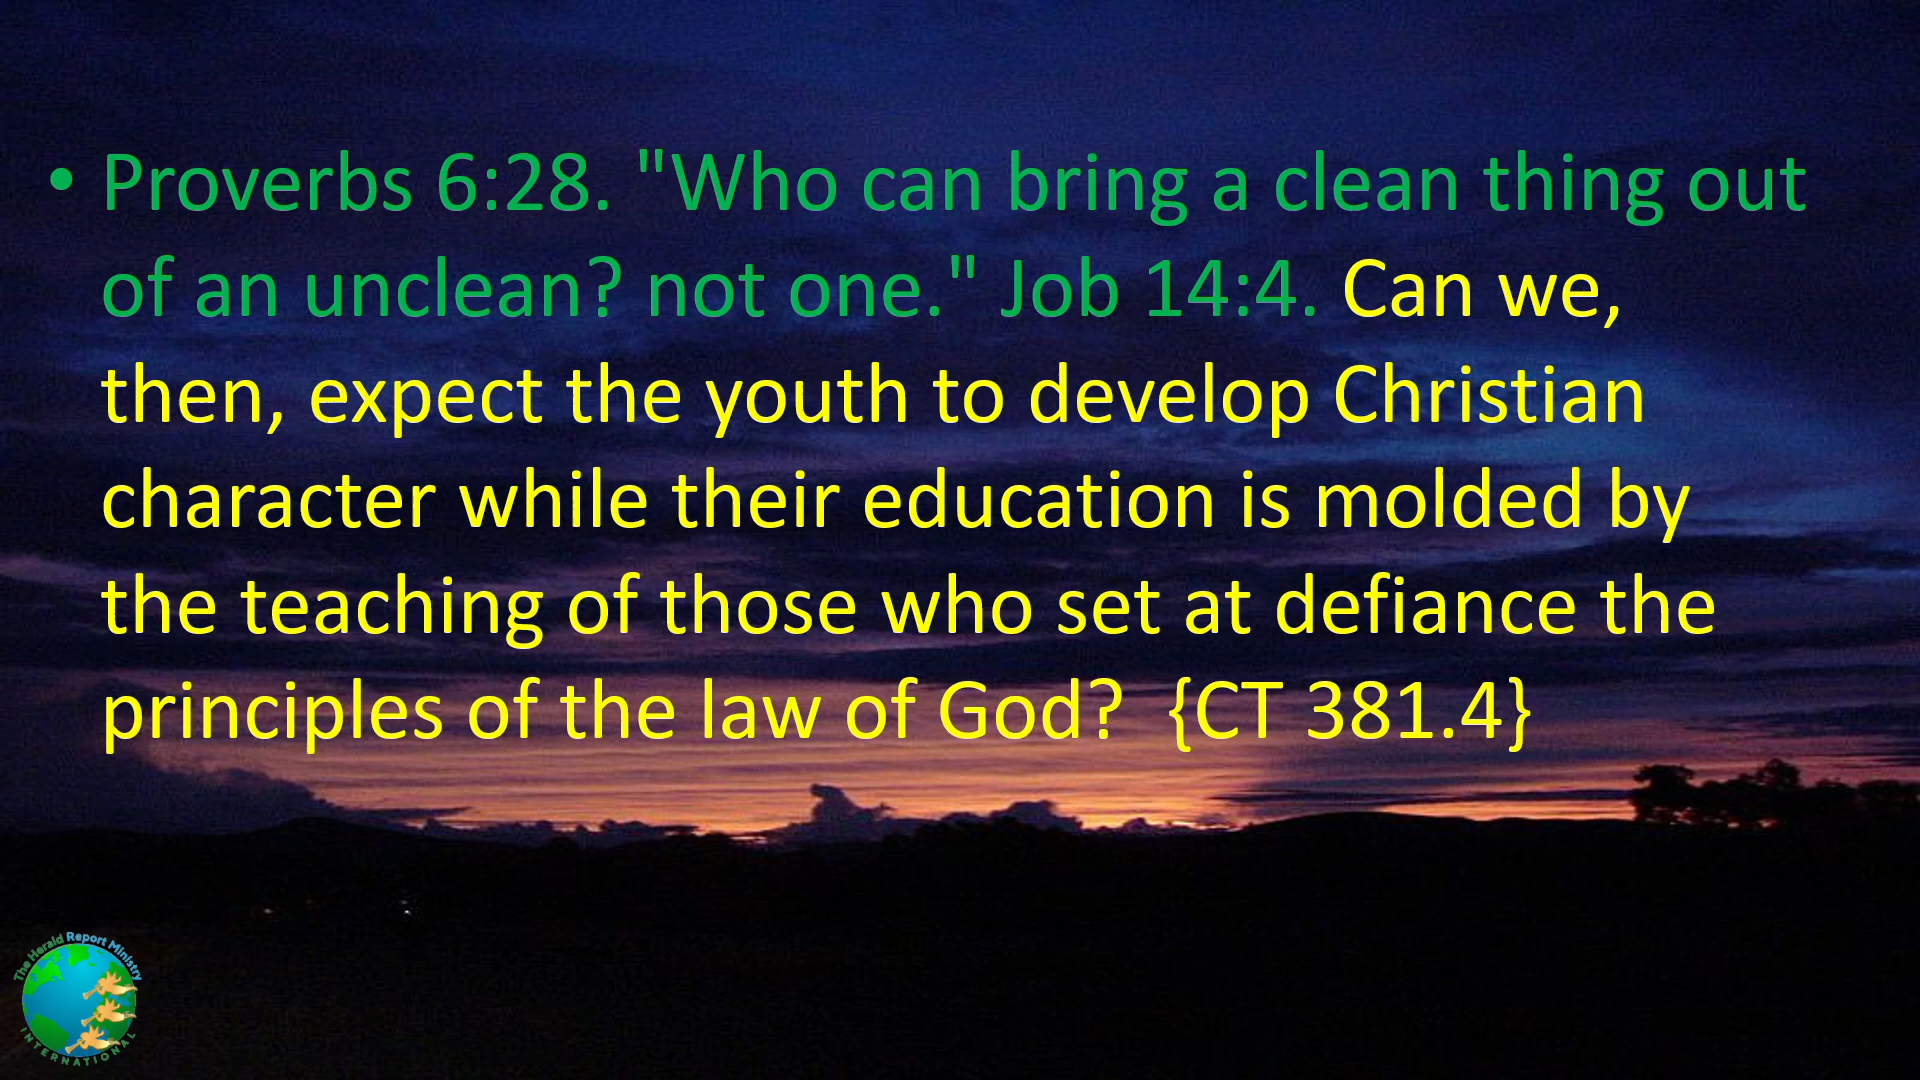 • Proverbs 6:28. "Who can bring a clean thing out
of an unclean? not one." Job 14:4. Can we,
then, expect the youth to develop Christian
character while their education is molded by
the teaching of those who set at defiance the
principles of the law of God?  {CT 381.4}
The Herald Report Ministry
INTERNATIONAL